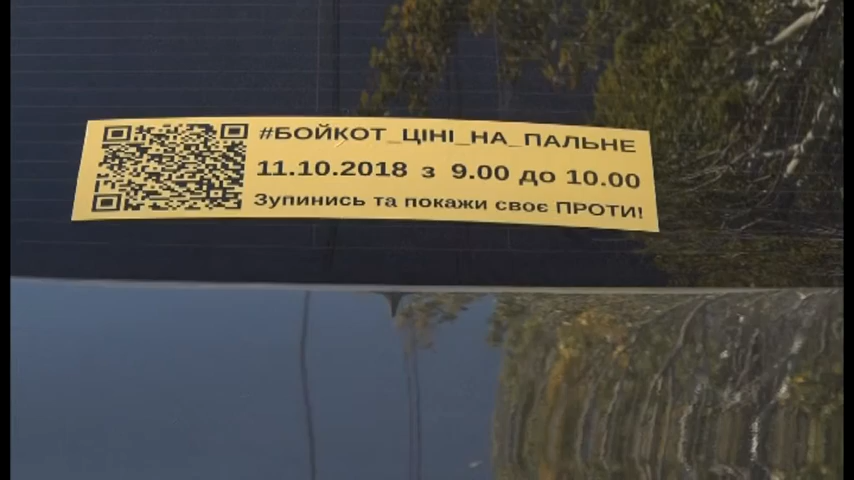 #БОЙКОТ_ЦІНІ_НА_ПАЛЬНЕ
11.10.2018 з 9.00 до 10.00
Зупинись та покажи своє ПРОТИ!